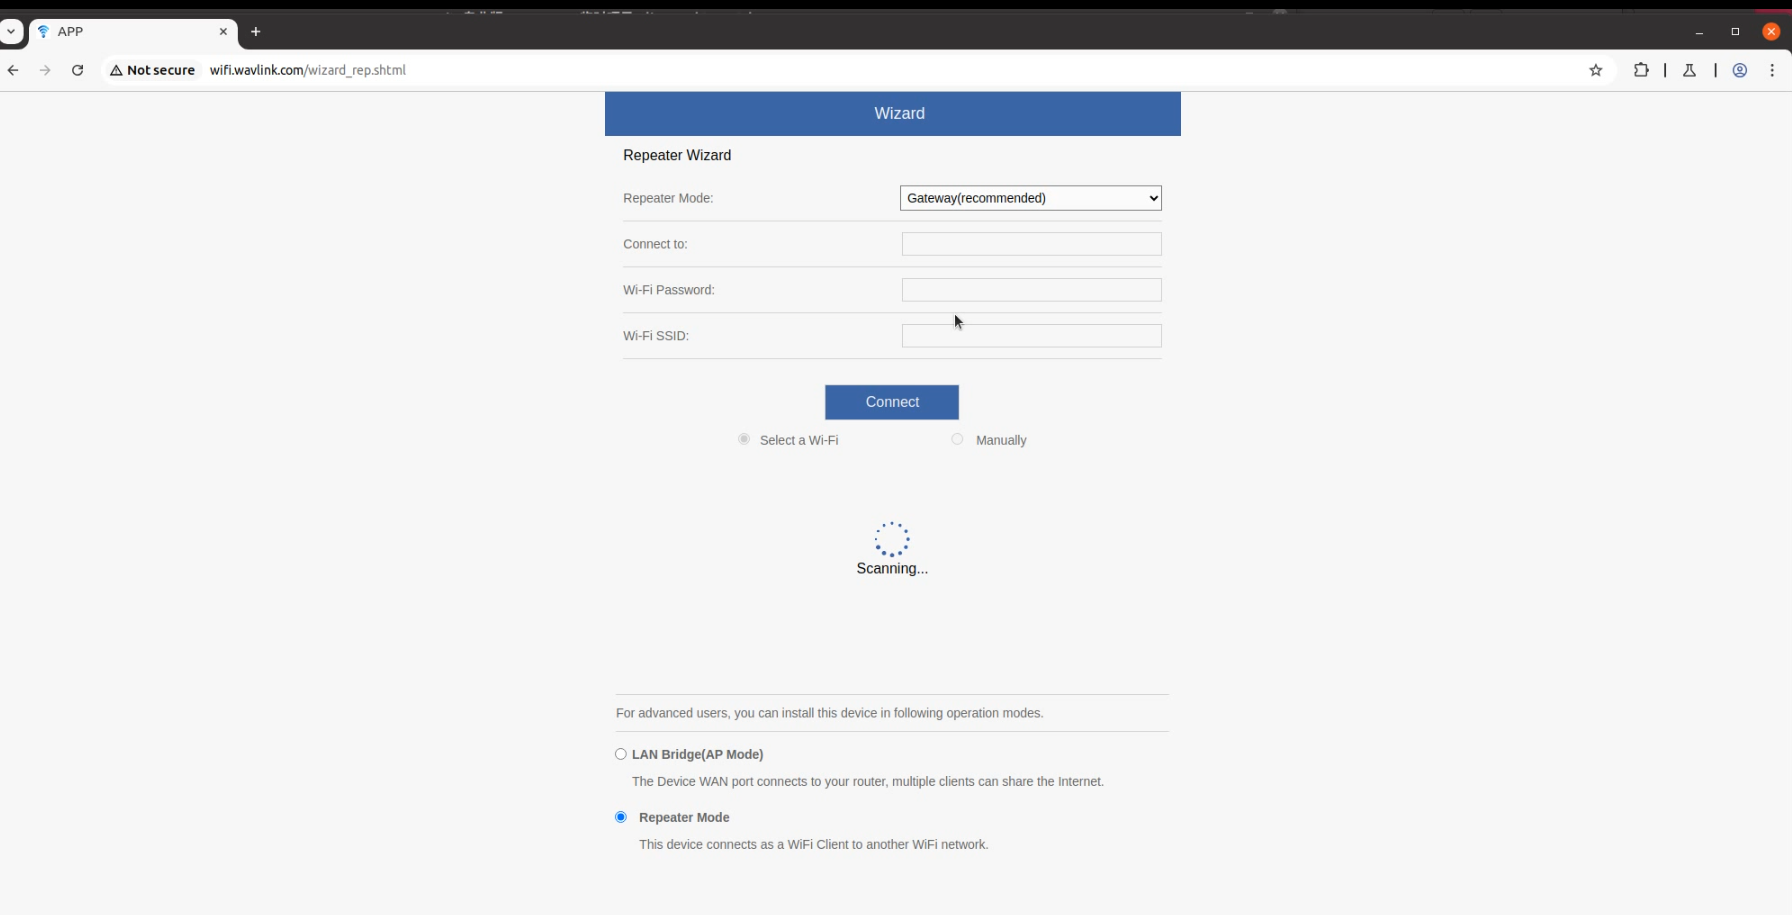 APP
Not secure wifi.wavlink.com/wizard_rep.shtml
Wizard
Repeater Wizard
Repeater Mode: Gateway(recommended)
Connect to:
Wi-Fi Password:
Wi-Fi SSID:
Connect
Select a Wi-Fi Manually
Scanning...
For advanced users, you can install this device in following operation modes.
LAN Bridge(AP Mode)
The Device WAN port connects to your router, multiple clients can share the Internet.
Repeater Mode
This device connects as a WiFi Client to another WiFi network.